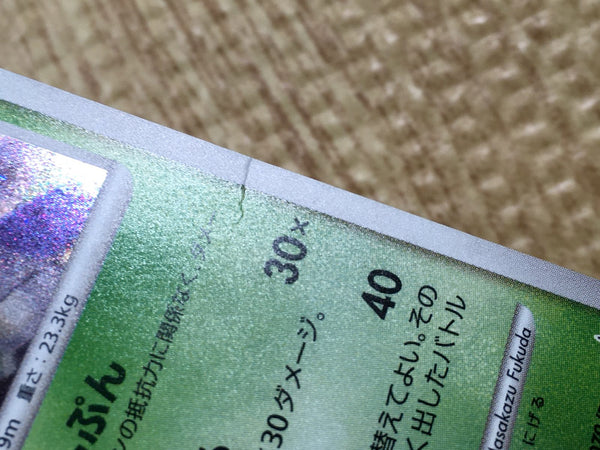 9m 重さ：23.3kg
ぷん
30×
ンの抵抗力に関係なく、ダメー
30ダメージ。
40
替えてよい。その
く出したバトル
Masakazu Fukuda
にげる